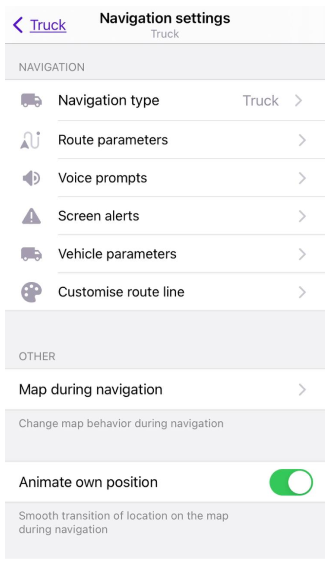 Truck
Navigation settings
Truck
NAVIGATION
Navigation type Truck
Route parameters
Voice prompts
Screen alerts
Vehicle parameters
Customise route line
OTHER
Map during navigation
Change map behavior during navigation
Animate own position
Smooth transition of location on the map
during navigation